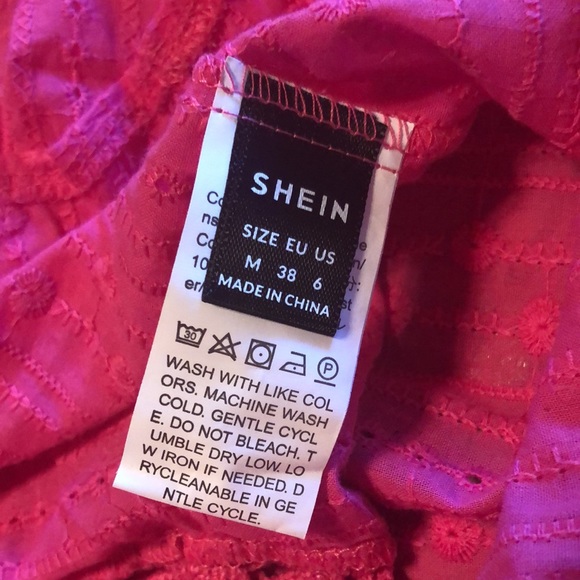 SHEIN
SIZE EU US
M 38 6
MADE IN CHINA
30
P
WASH WITH LIKE COL
ORS. MACHINE WASH
COLD. GENTLE CYCL
E. DO NOT BLEACH. T
UMBLE DRY LOW. LO
W IRON IF NEEDED. D
RYCLEANABLE IN GE
NTLE CYCLE.